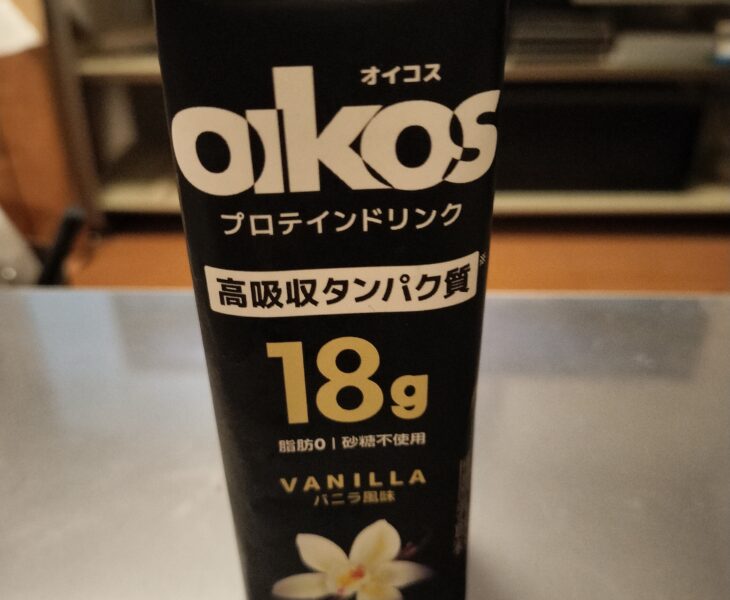 オイコス
oikos
プロテインドリンク
高吸収タンパク質※
18g
脂肪0 | 砂糖不使用
VANILLA
バニラ風味